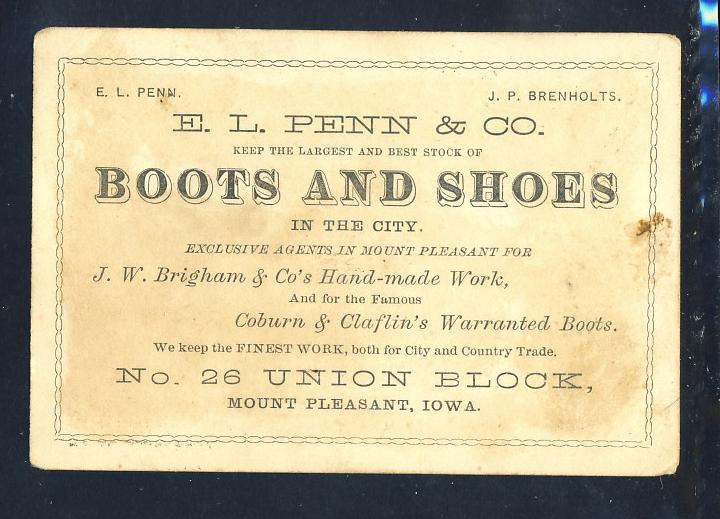 E. L. PENN.
J. P. BRENHOLTS.
E. L. PENN & CO.
KEEP THE LARGEST AND BEST STOCK OF
BOOTS AND SHOES
IN THE CITY.
EXCLUSIVE AGENTS IN MOUNT PLEASANT FOR
J. W. Brigham & Co's Hand-made Work,
And for the Famous
Coburn & Claflin's Warranted Boots.
We keep the FINEST WORK, both for City and Country Trade.
No. 26 UNION BLOCK,
MOUNT PLEASANT, IOWA.